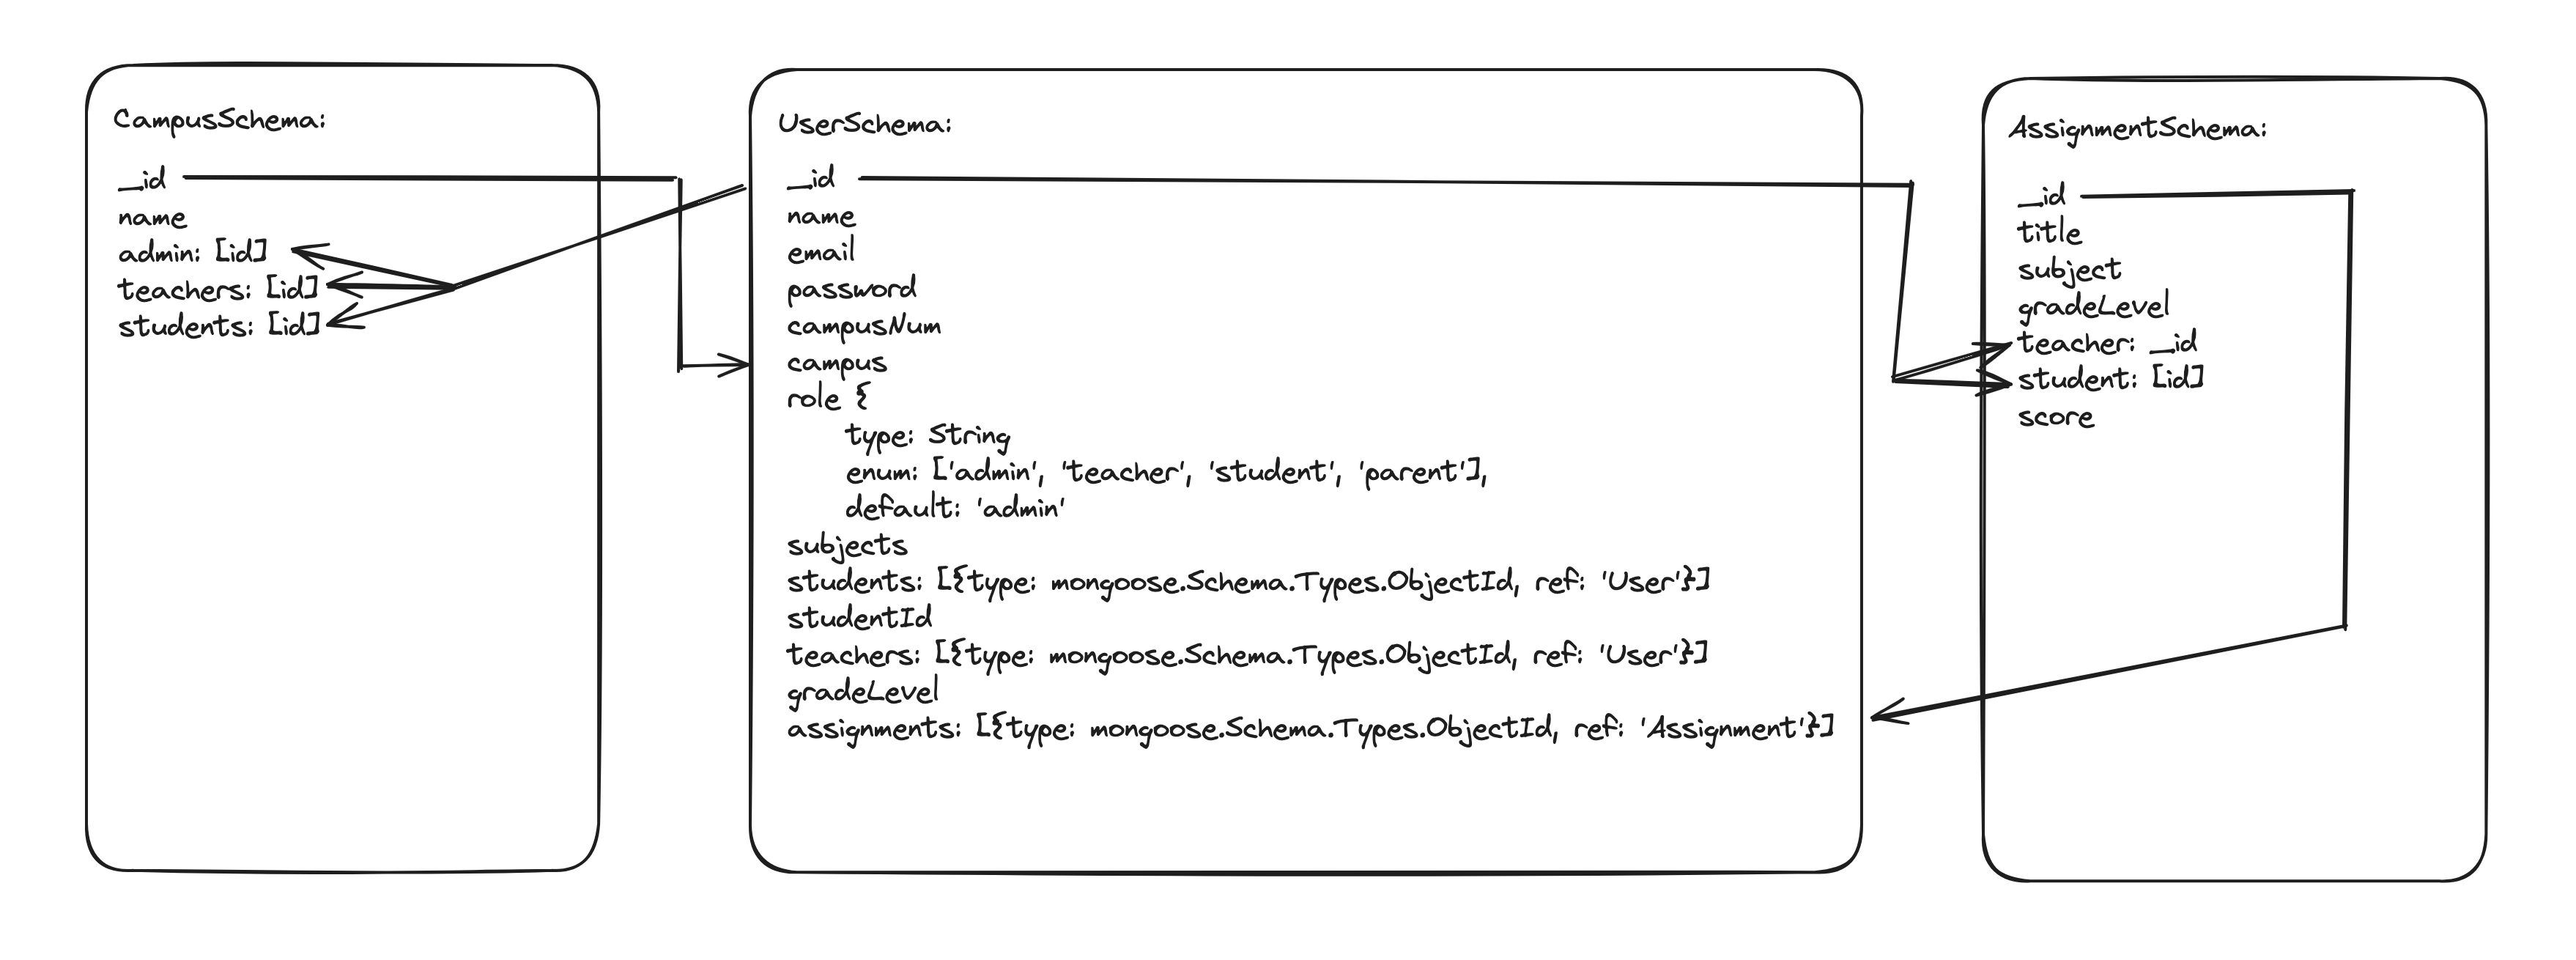 CampusSchema:
_id
name
admin: [id]
teachers: [id]
students: [id]
UserSchema:
_id
name
email
password
campusNum
campus
role {
type: String
enum: ['admin', 'teacher', 'student', 'parent'],
default: 'admin'
subjects
students: [{type: mongoose.Schema.Types.ObjectId, ref: 'User'}]
studentId
teachers: [{type: mongoose.Schema.Types.ObjectId, ref: 'User'}]
gradeLevel
assignments: [{type: mongoose.Schema.Types.ObjectId, ref: 'Assignment'}]
AssignmentSchema:
_id
title
subject
gradeLevel
teacher: _id
student: [id]
score